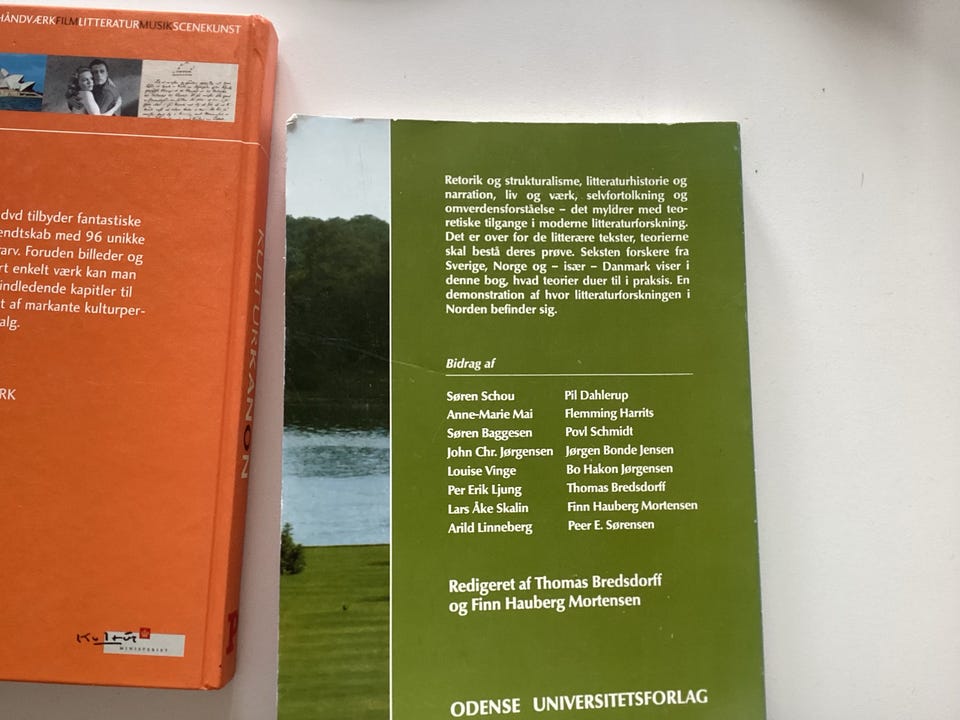 HÅNDVÆRKFILMLITTERATURMUSIKSCENEKUNST
dvd tilbyder fantastiske
endtskab med 96 unikke
arv. Foruden billeder og
rt enkelt værk kan man
indledende kapitler til
t af markante kulturper-
alg.
RK
KULTURKANON
Kultur
MINISTERIET
P
Retorik og strukturalisme, litteraturhistorie og
narration, liv og værk, selvfortolkning og
omverdensforståelse – det myldrer med teo-
retiske tilgange i moderne litteraturforskning.
Det er over for de litterære tekster, teorierne
skal bestå deres prøve. Seksten forskere fra
Sverige, Norge og – især – Danmark viser i
denne bog, hvad teorier duer til i praksis. En
demonstration af hvor litteraturforskningen i
Norden befinder sig.
Bidrag af
Søren Schou
Anne-Marie Mai
Søren Baggesen
John Chr. Jørgensen
Louise Vinge
Per Erik Ljung
Lars Åke Skalin
Arild Linneberg
Pil Dahlerup
Flemming Harrits
Povl Schmidt
Jørgen Bonde Jensen
Bo Hakon Jørgensen
Thomas Bredsdorff
Finn Hauberg Mortensen
Peer E. Sørensen
Redigeret af Thomas Bredsdorff
og Finn Hauberg Mortensen
ODENSE UNIVERSITETSFORLAG